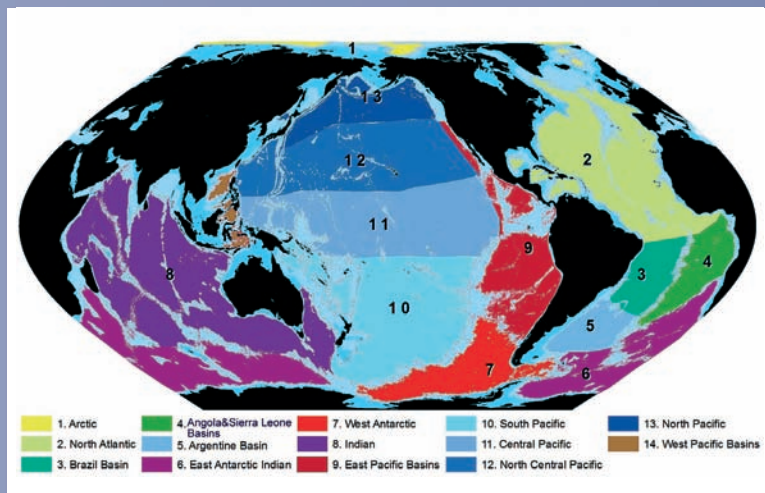 1
13
2
12
11
8
9
3
4
10
5
7
6
1. Arctic
2. North Atlantic
3. Brazil Basin
4. Angola&Sierra Leone
Basins
5. Argentine Basin
6. East Antarctic Indian
7. West Antarctic
8. Indian
9. East Pacific Basins
10. South Pacific
11. Central Pacific
12. North Central Pacific
13. North Pacific
14. West Pacific Basins